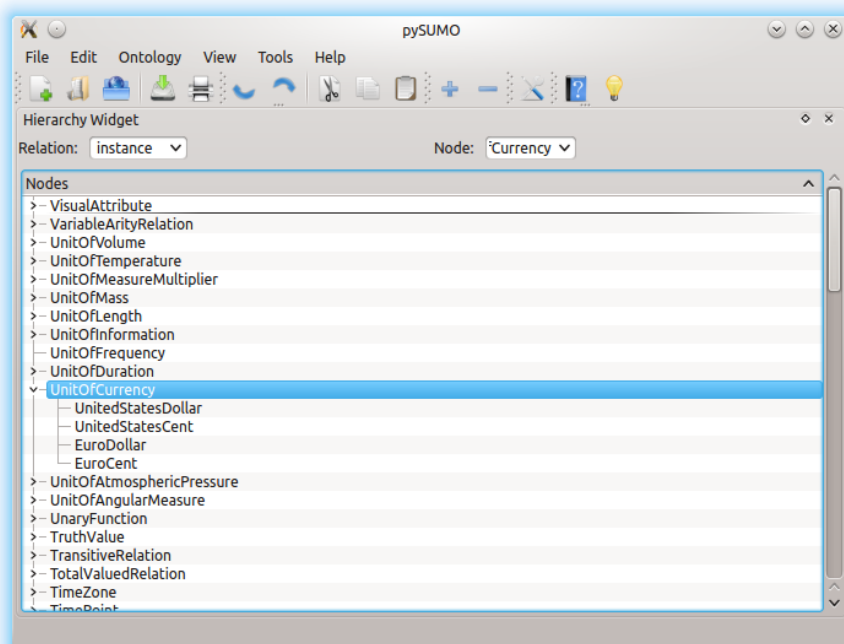 pySUMO
File Edit Ontology View Tools Help
Hierarchy Widget
Relation: instance Node: Currency
Nodes
VisualAttribute
VariableArityRelation
UnitOfVolume
UnitOfTemperature
UnitOfMeasureMultiplier
UnitOfMass
UnitOfLength
UnitOfInformation
UnitOfFrequency
UnitOfDuration
UnitOfCurrency
UnitedStatesDollar
UnitedStatesCent
EuroDollar
EuroCent
UnitOfAtmosphericPressure
UnitOfAngularMeasure
UnaryFunction
TruthValue
TransitiveRelation
TotalValuedRelation
TimeZone
TimePoint